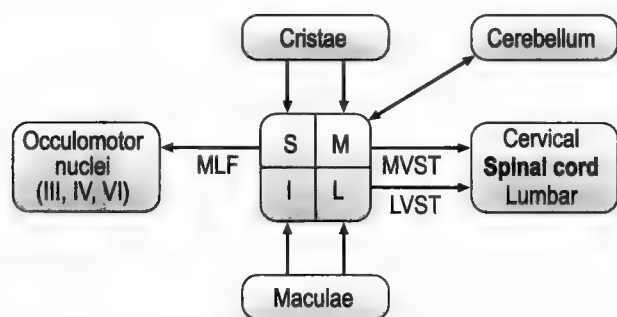 Cristae
Cerebellum
Occulomotor
nuclei
(III, IV, VI)
MLF
S M
I L
MVST
LVST
Cervical
Spinal cord
Lumbar
Maculae